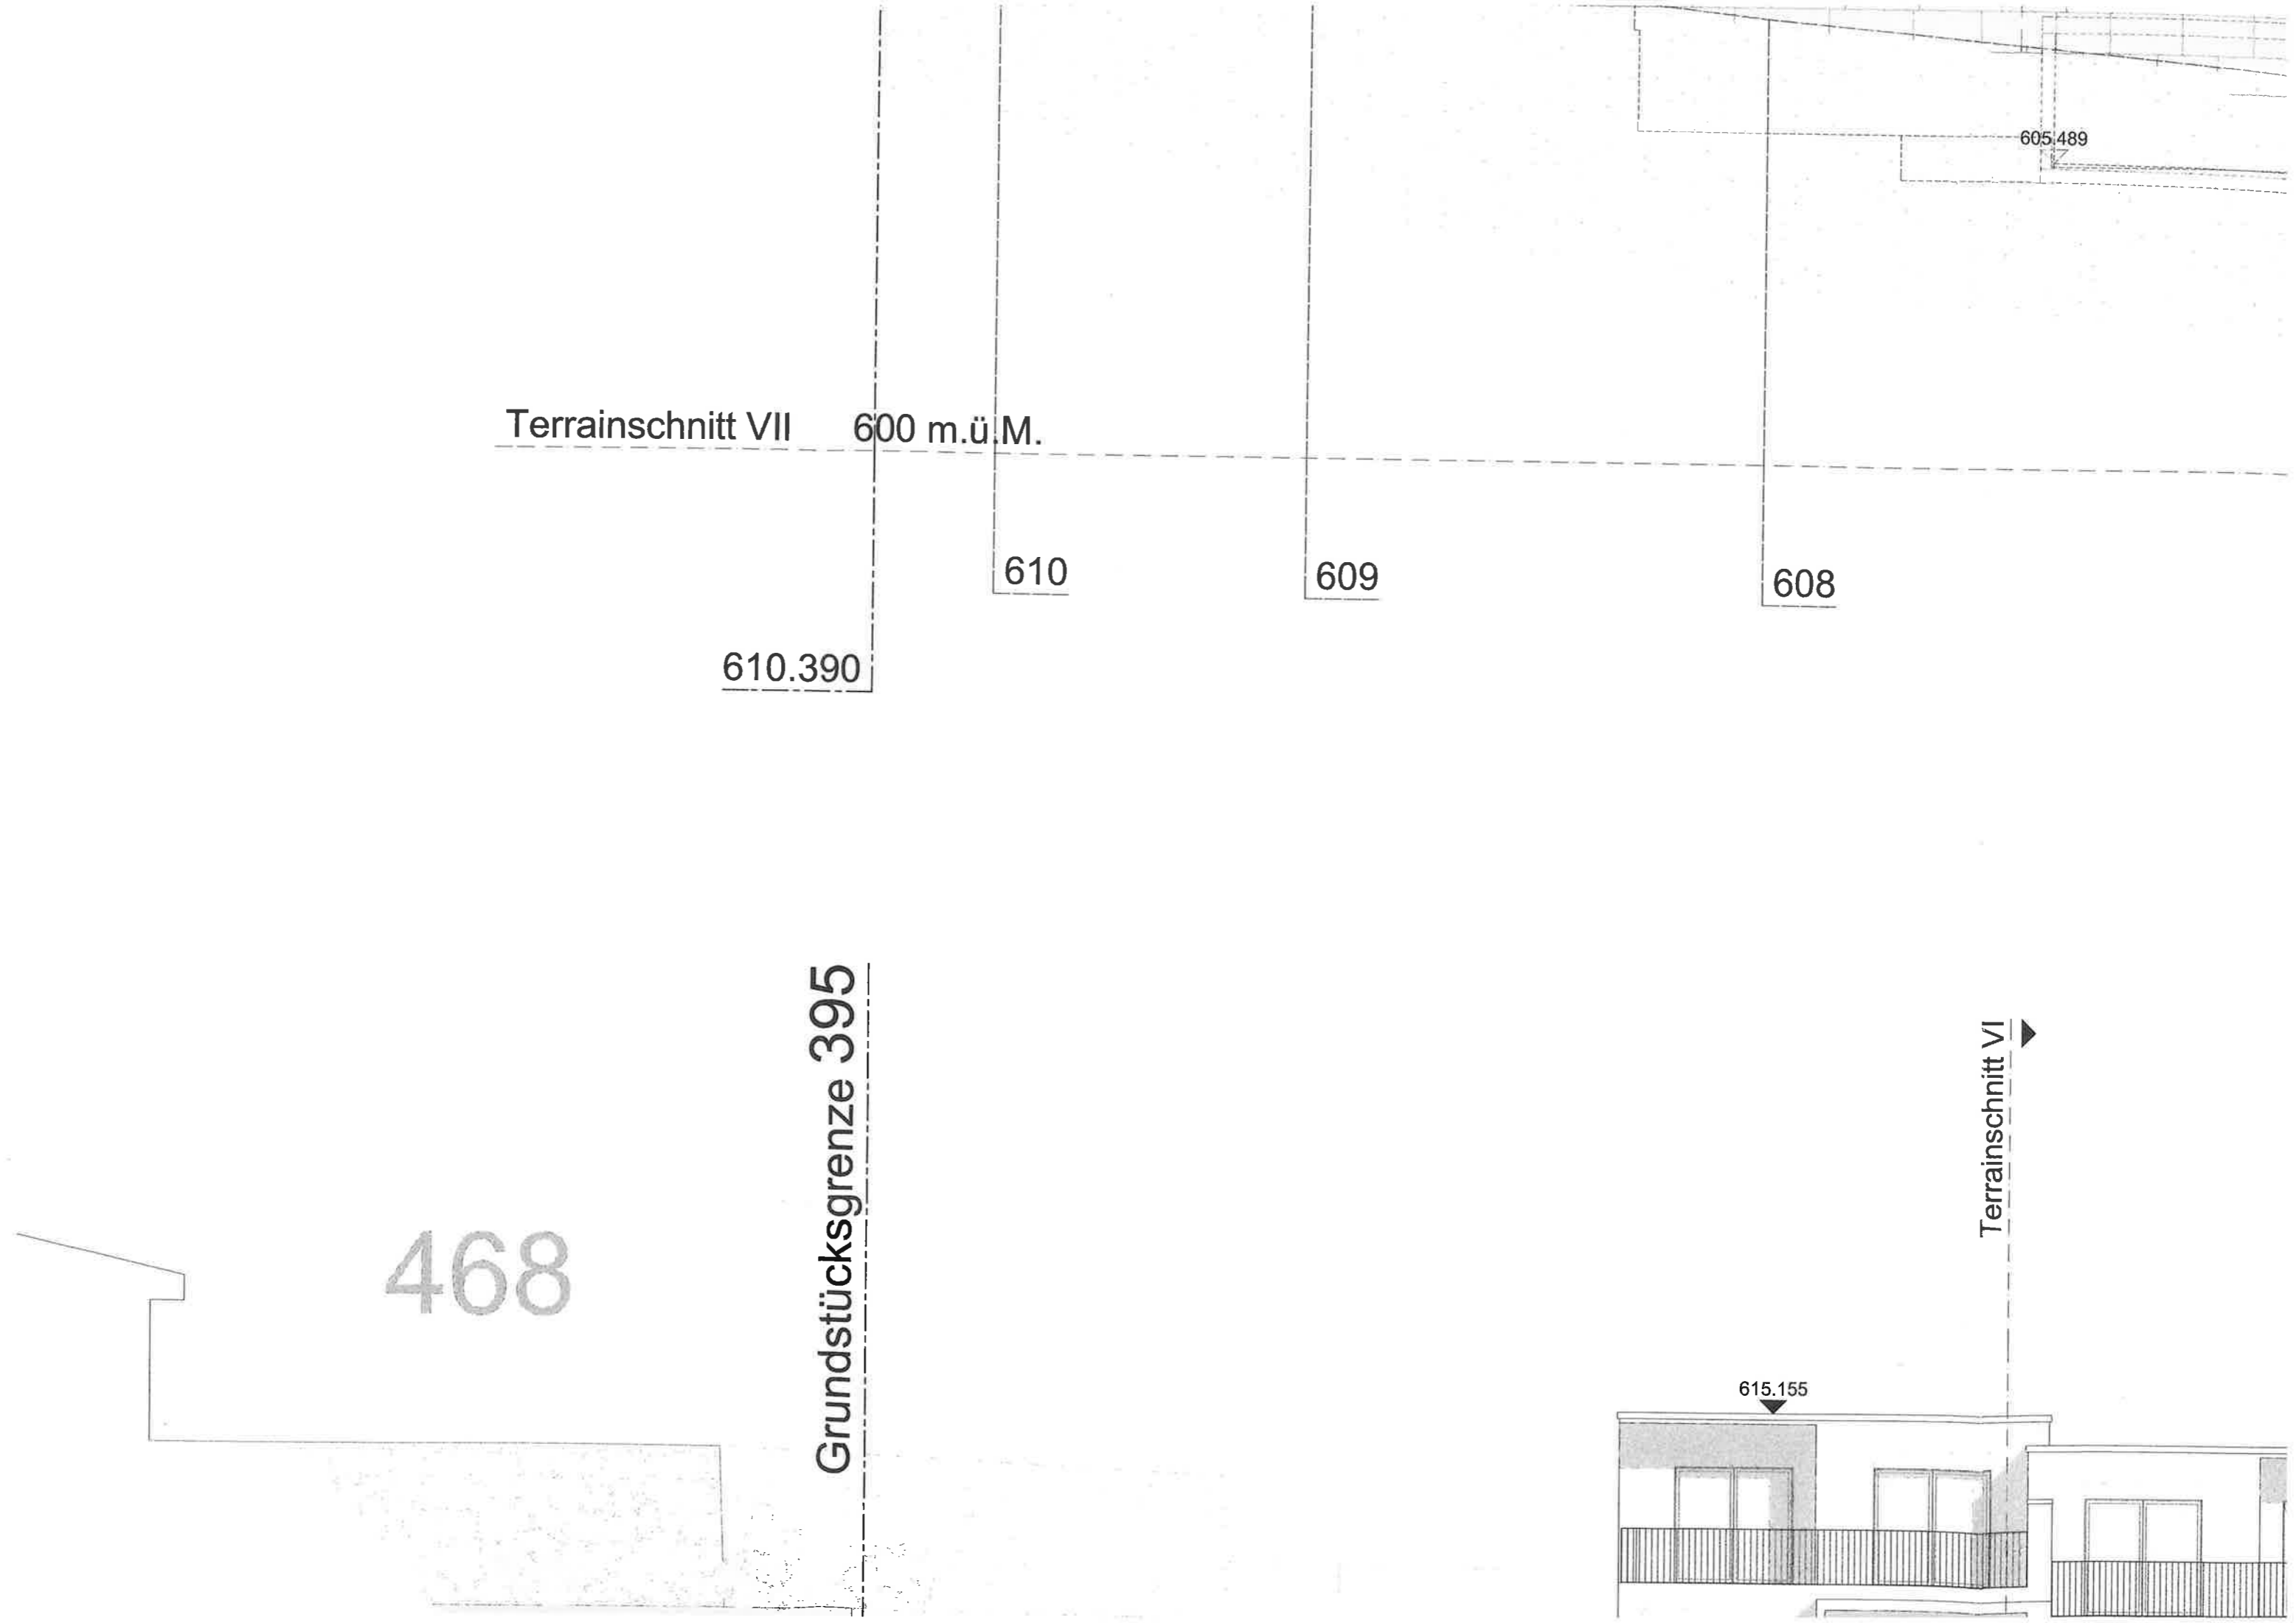 605.489
Terrainschnitt VII 600 m.ü.M.
610
609
608
610.390
Grundstücksgrenze 395
Terrainschnitt VI
468
615.155